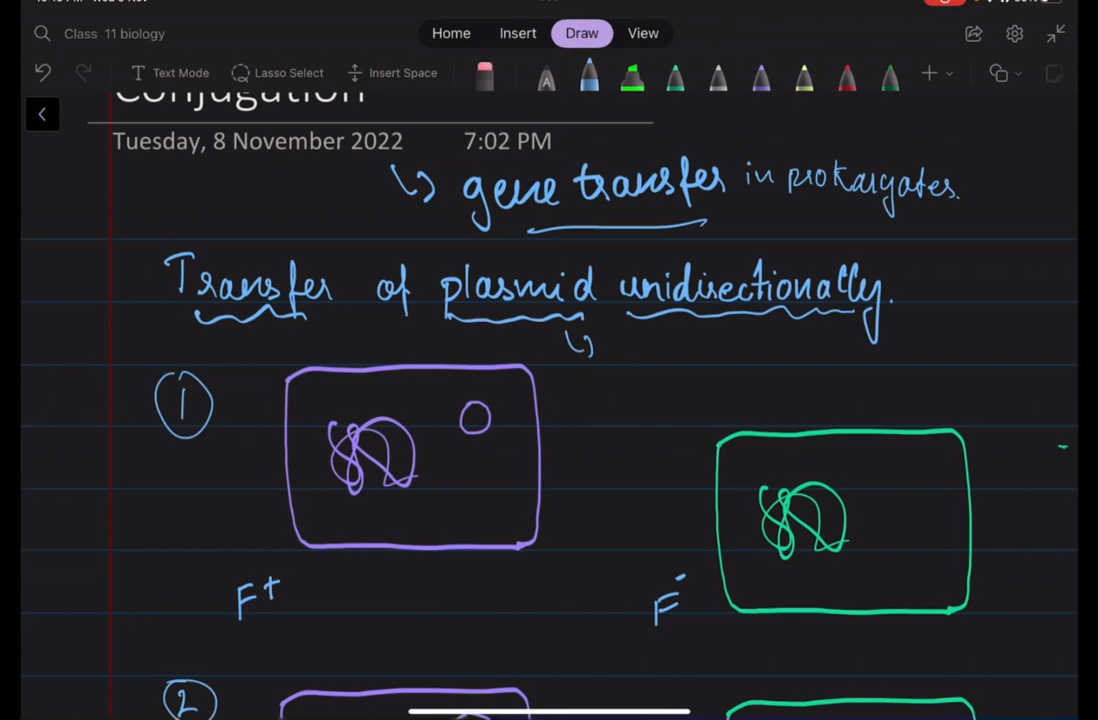 Class 11 biology
Home Insert Draw View
Text Mode Lasso Select Insert Space
A
Conjugation
Tuesday, 8 November 2022 7:02 PM
↳ gene transfer in prokaryotes.
Transfer of plasmid unidirectionally.
1
F+
F-
2